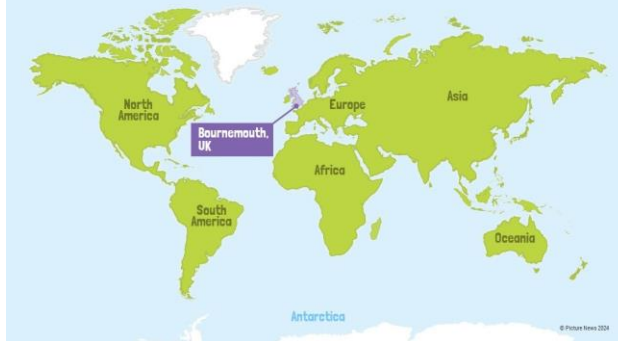 North
America
Europe
Asia
Bournemouth,
UK
Africa
South
America
Oceania
Antarctica
© Picture News 2024